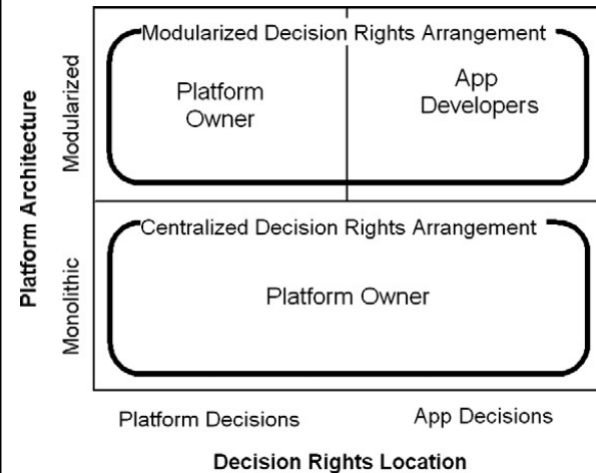 Modularized Decision Rights Arrangement
Platform
Owner
App
Developers
Centralized Decision Rights Arrangement
Platform Owner
Platform Architecture
Modularized
Monolithic
Platform Decisions
App Decisions
Decision Rights Location